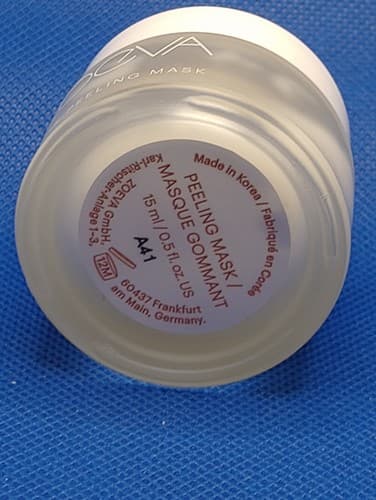 ZOEVA
PEELING MASK
Made in Korea / Fabriqué en Corée
PEELING MASK /
MASQUE GOMMANT
15 ml / 0.5 fl.oz. US
A41
ZOEVA GmbH,
Karl-Ritscher-Anlage 1-3,
60437 Frankfurt
am Main, Germany.
12M